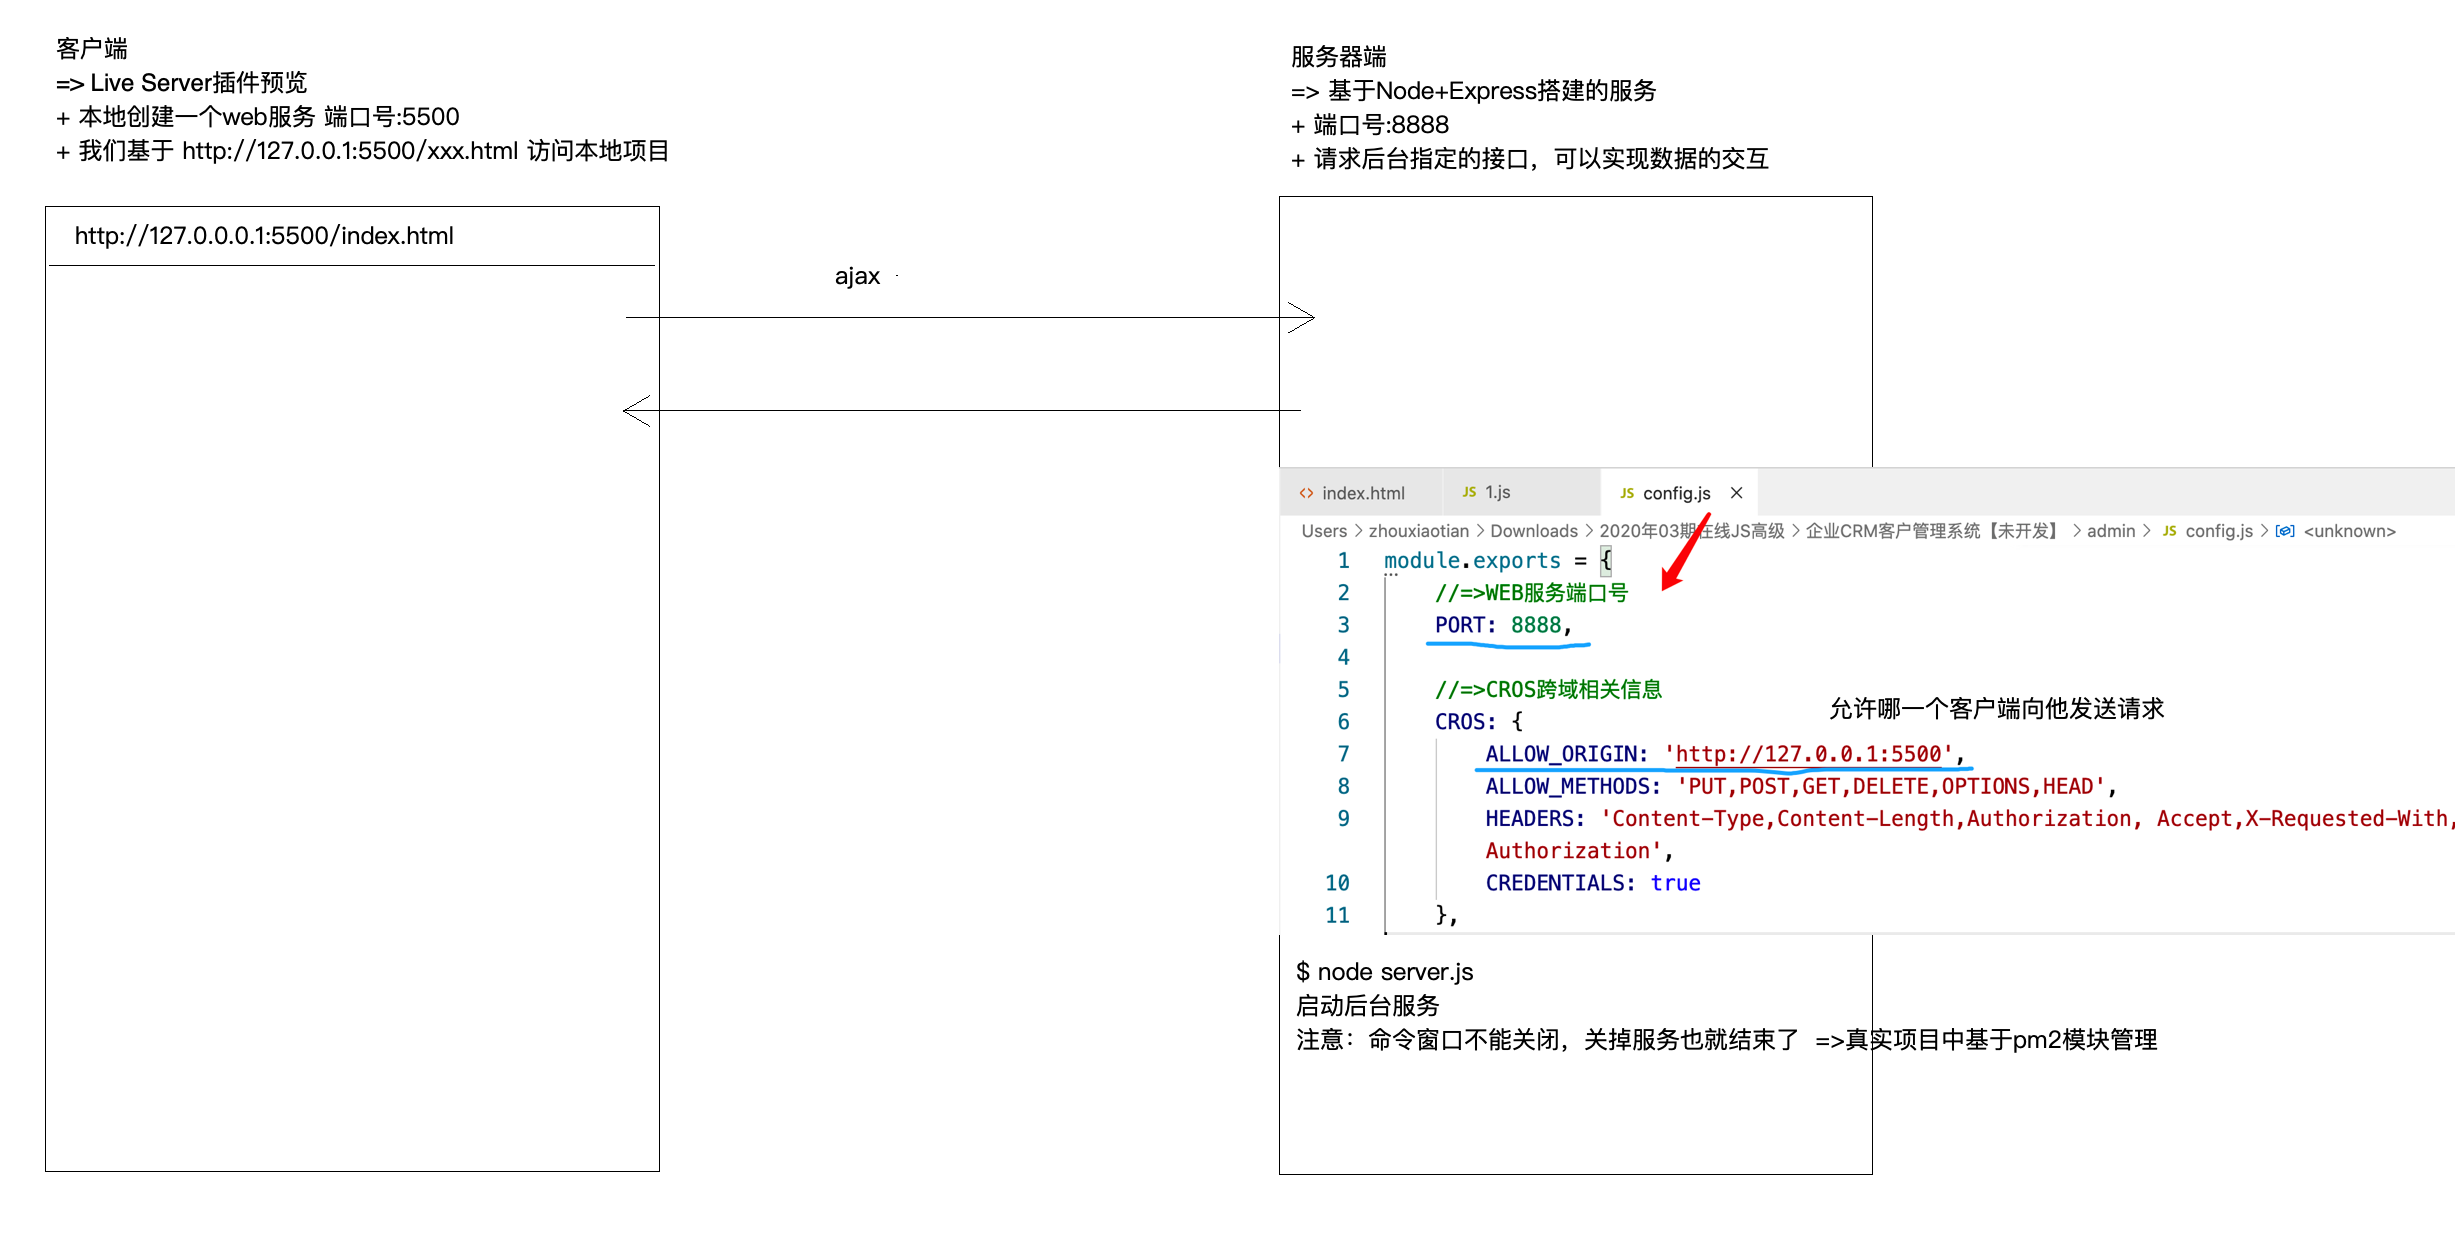 客户端
=> Live Server插件预览
+ 本地创建一个web服务 端口号:5500
+ 我们基于 http://127.0.0.1:5500/xxx.html 访问本地项目
http://127.0.0.0.1:5500/index.html
ajax
服务器端
=> 基于Node+Express搭建的服务
+ 端口号:8888
+ 请求后台指定的接口，可以实现数据的交互
<> index.html JS 1.js JS config.js ×
Users > zhouxiaotian > Downloads > 2020年03期在线JS高级 > 企业CRM客户管理系统【未开发】 > admin > JS config.js > <unknown>
1 module.exports = {
2 //=>WEB服务端口号
3 PORT: 8888,
4
5 //=>CROS跨域相关信息
允许哪一个客户端向他发送请求
6 CROS: {
7 ALLOW_ORIGIN: 'http://127.0.0.1:5500',
8 ALLOW_METHODS: 'PUT,POST,GET,DELETE,OPTIONS,HEAD',
9 HEADERS: 'Content-Type,Content-Length,Authorization, Accept,X-Requested-With,
Authorization',
10 CREDENTIALS: true
11 },
$ node server.js
启动后台服务
注意：命令窗口不能关闭，关掉服务也就结束了 =>真实项目中基于pm2模块管理